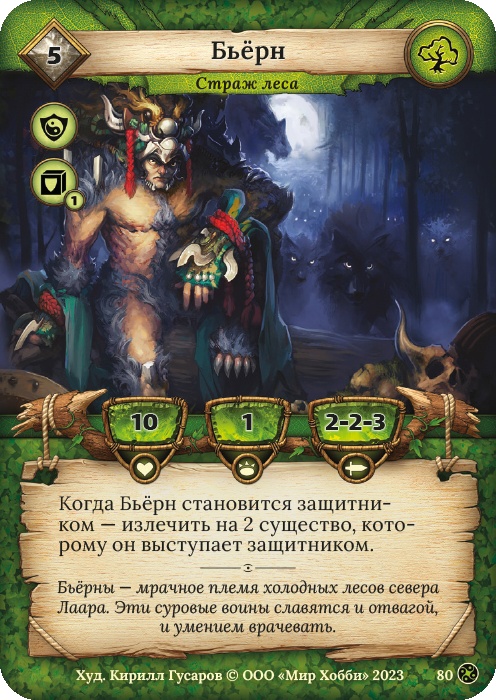 5
Бьёрн
Страж леса
1
10
1
2-2-3
Когда Бьёрн становится защитни-
ком — излечить на 2 существо, кото-
рому он выступает защитником.
Бьёрны — мрачное племя холодных лесов севера
Лаара. Эти суровые воины славятся и отвагой,
и умением врачевать.
Худ. Кирилл Гусаров © ООО «Мир Хобби» 2023
80